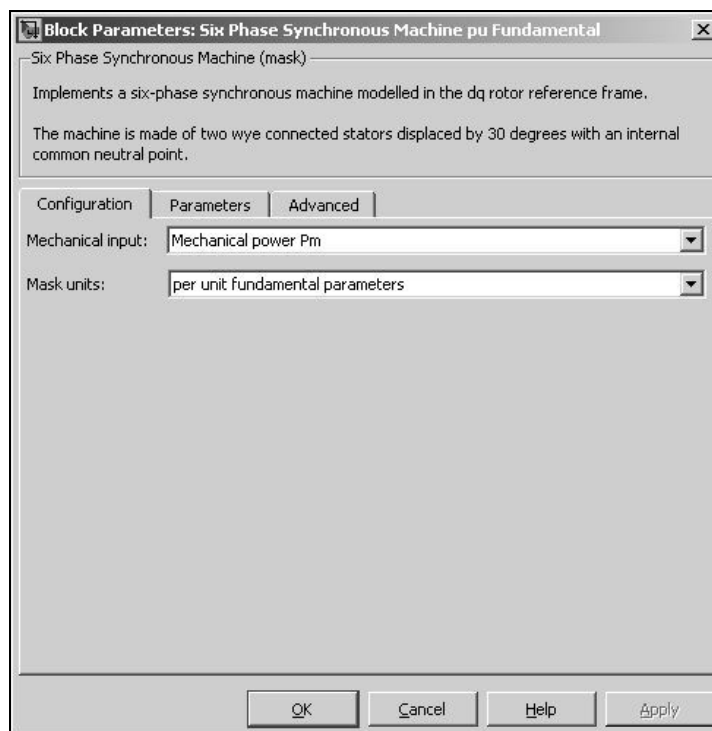 Block Parameters: Six Phase Synchronous Machine pu Fundamental
Six Phase Synchronous Machine (mask)
Implements a six-phase synchronous machine modelled in the dq rotor reference frame.
The machine is made of two wye connected stators displaced by 30 degrees with an internal
common neutral point.
Configuration Parameters Advanced
Mechanical input: Mechanical power Pm
Mask units: per unit fundamental parameters
OK Cancel Help Apply